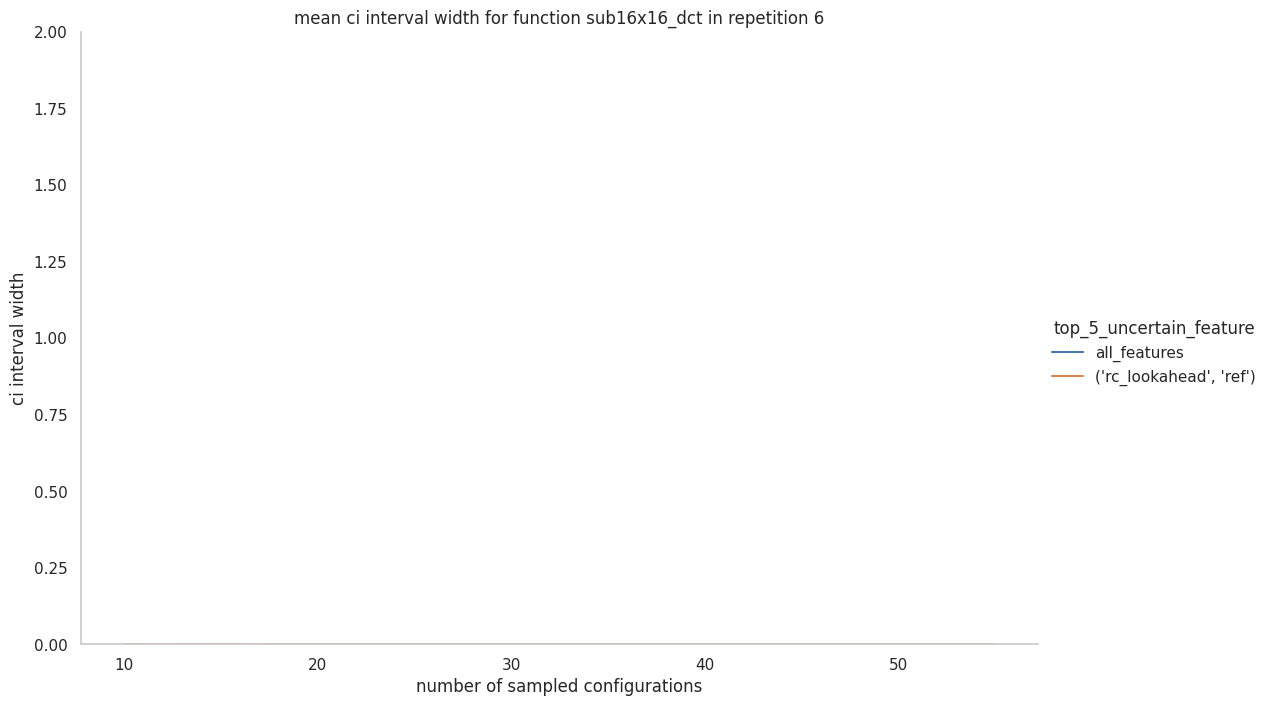 mean ci interval width for function sub16x16_dct in repetition 6
2.00
1.75
1.50
1.25
1.00
0.75
0.50
0.25
0.00
ci interval width
10 20 30 40 50
number of sampled configurations
top_5_uncertain_feature
all_features
('rc_lookahead', 'ref')